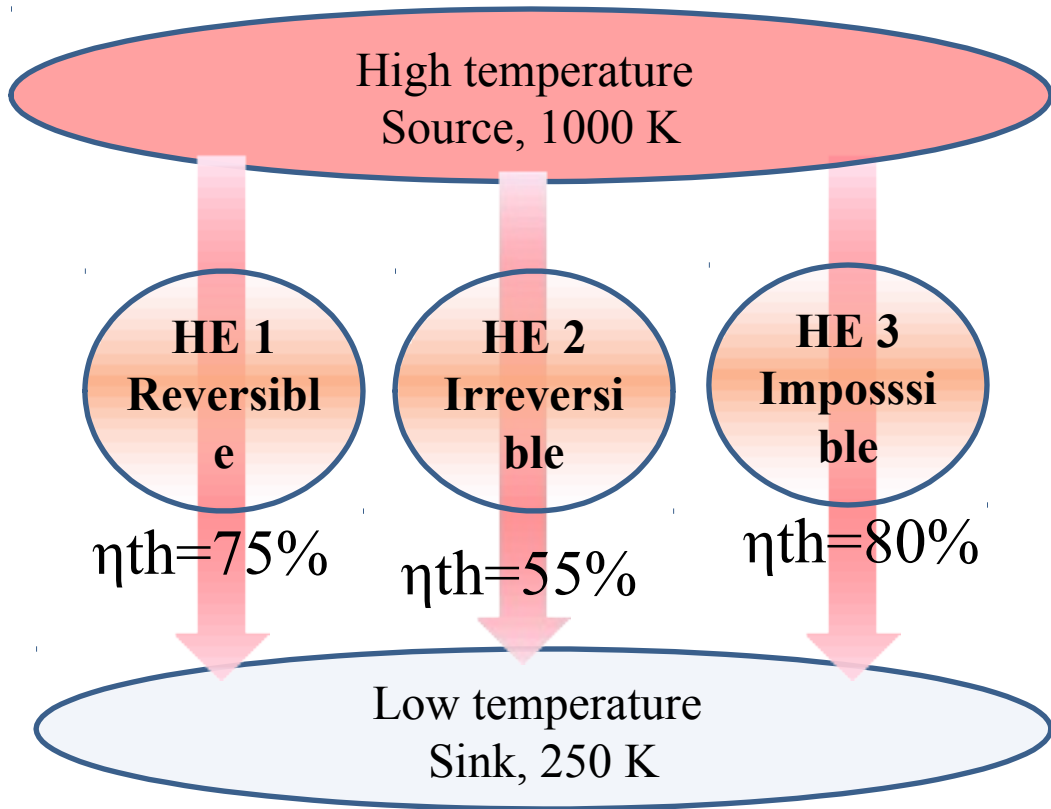 High temperature
Source, 1000 K
HE 1
Reversibl
e
HE 2
Irreversi
ble
HE 3
Imposssi
ble
ηth=75%
ηth=55%
ηth=80%
Low temperature
Sink, 250 K